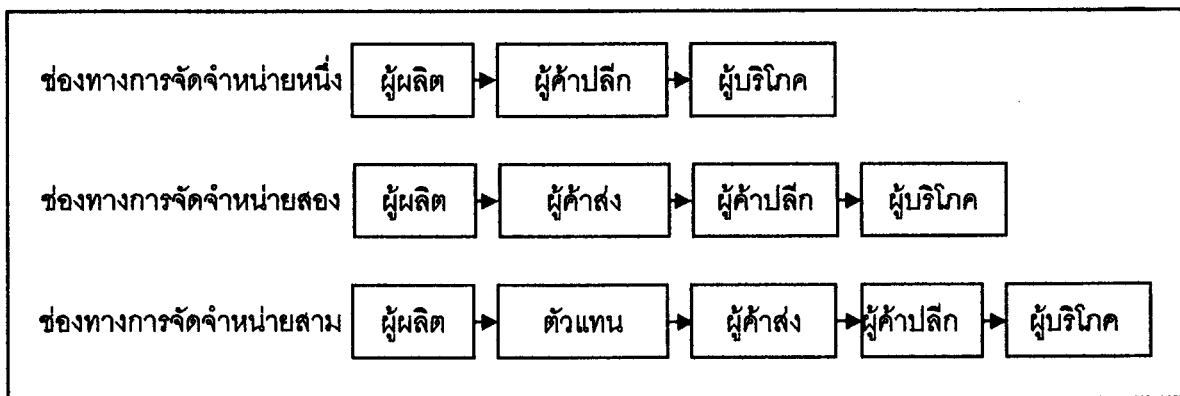 ช่องทางการจัดจำหน่ายหนึ่ง ผู้ผลิต ผู้ค้าปลีก ผู้บริโภค
ช่องทางการจัดจำหน่ายสอง ผู้ผลิต ผู้ค้าส่ง ผู้ค้าปลีก ผู้บริโภค
ช่องทางการจัดจำหน่ายสาม ผู้ผลิต ตัวแทน ผู้ค้าส่ง ผู้ค้าปลีก ผู้บริโภค